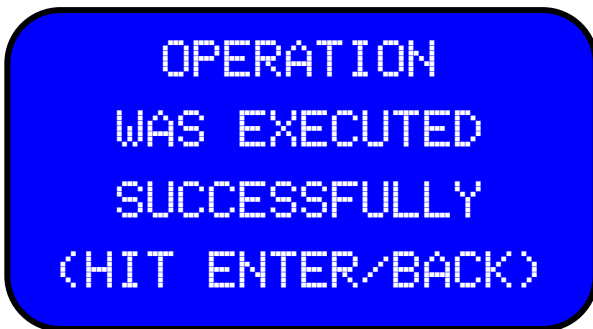 OPERATION
WAS EXECUTED
SUCCESSFULLY
(HIT ENTER/BACK)